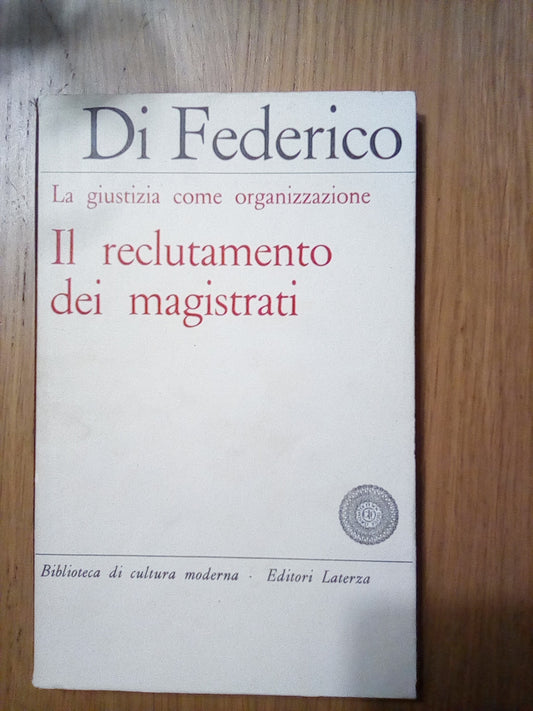 Di Federico
La giustizia come organizzazione
Il reclutamento
dei magistrati
Biblioteca di cultura moderna · Editori Laterza